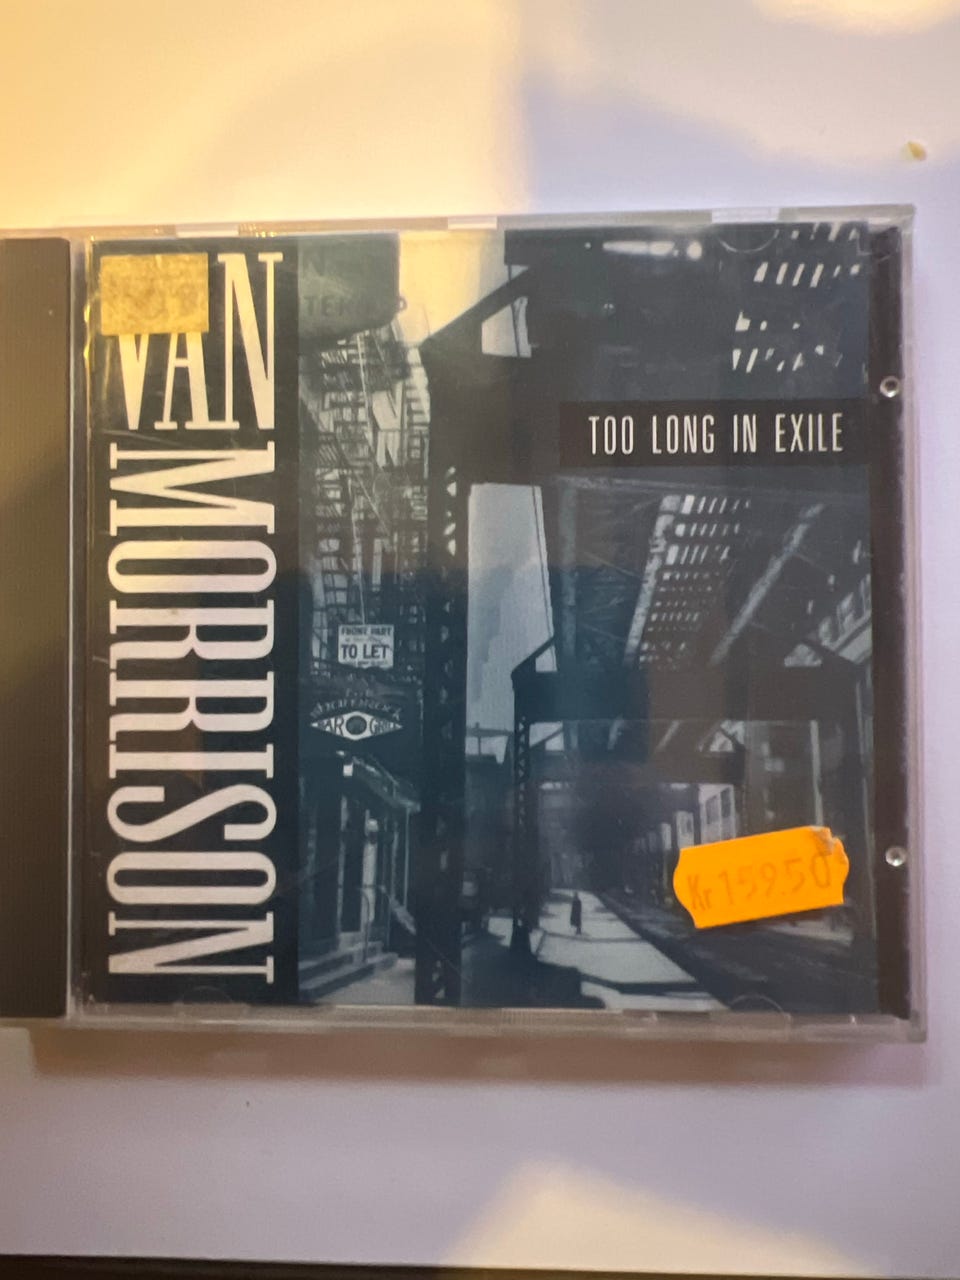 VAN MORRISON
TOO LONG IN EXILE
FRONT PART
TO LET
BAR GRILL
Kr 159.50